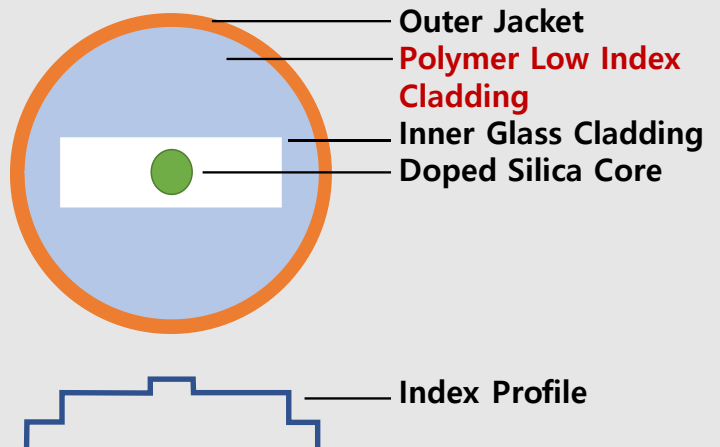 Outer Jacket
Polymer Low Index
Cladding
Inner Glass Cladding
Doped Silica Core
Index Profile